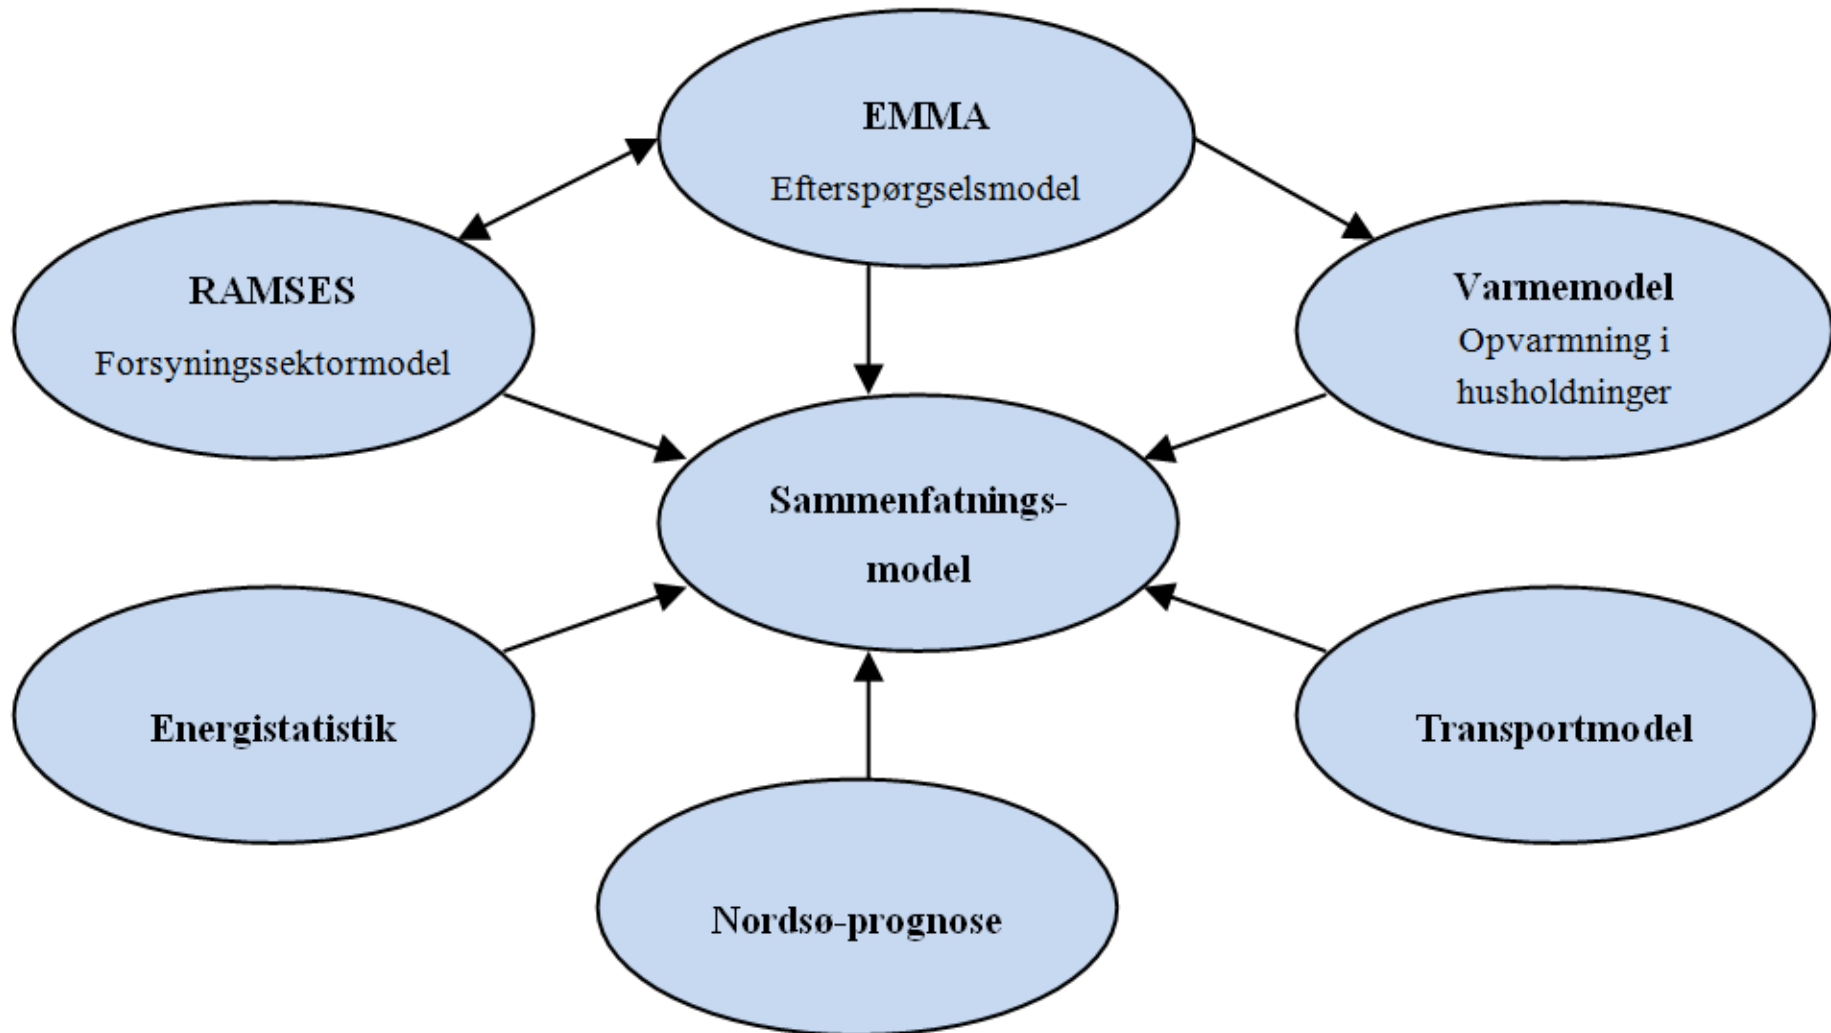 EMMA
Efterspørgselsmodel
RAMSES
Forsyningssektormodel
Varmemodel
Opvarmning i
husholdninger
Sammenfatnings-
model
Energistatistik
Transportmodel
Nordsø-prognose